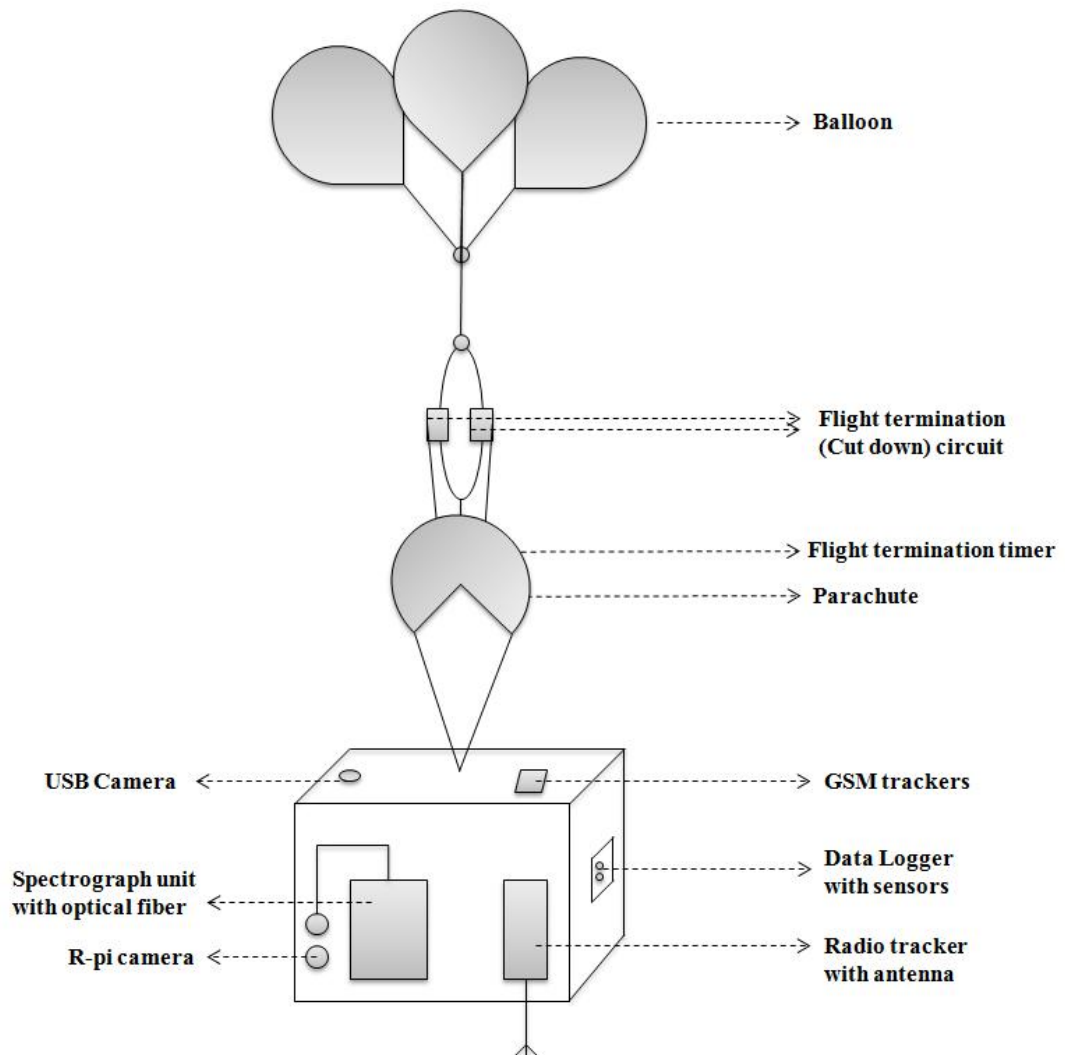 Balloon
Flight termination
(Cut down) circuit
Flight termination timer
Parachute
USB Camera
GSM trackers
Spectrograph unit
with optical fiber
Data Logger
with sensors
R-pi camera
Radio tracker
with antenna